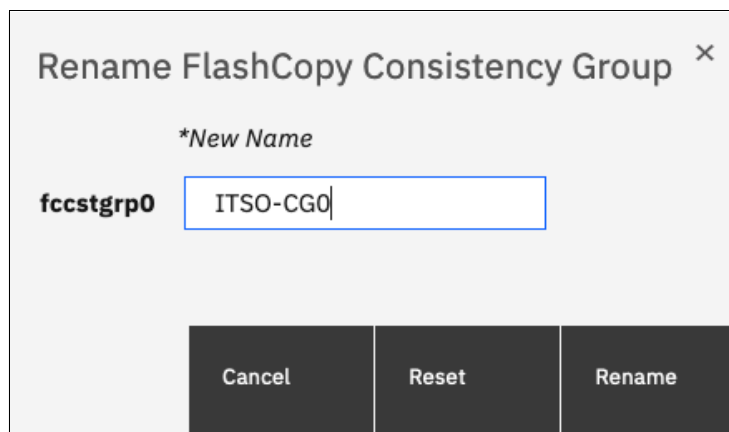 Rename FlashCopy Consistency Group ×
*New Name
fccstgrp0 ITSO-CG0
Cancel Reset Rename